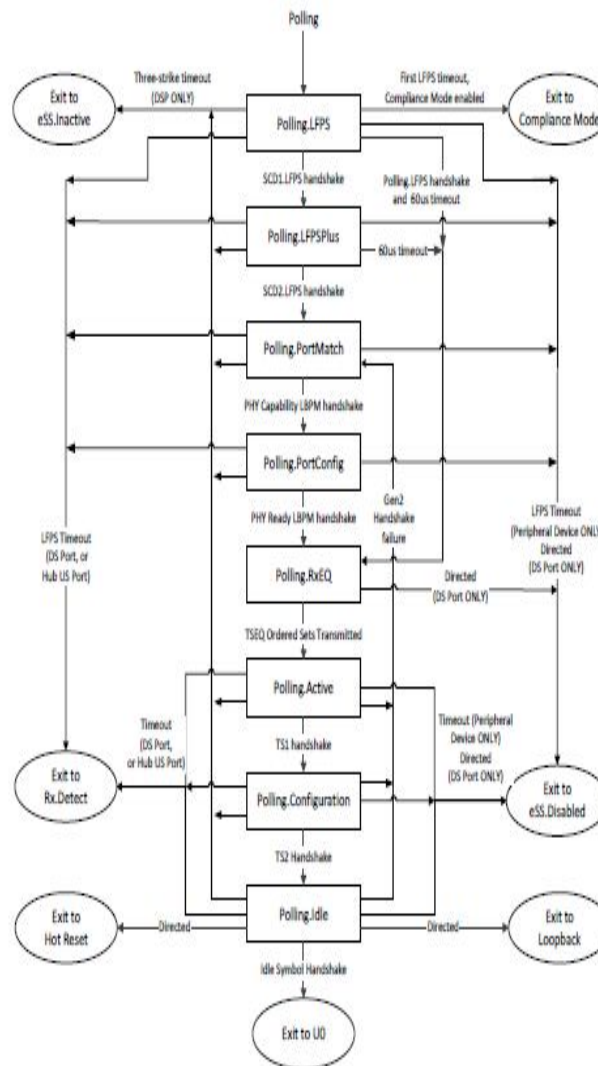 Polling
Three-strike timeout
(DSP ONLY)
First LFPS timeout,
Compliance Mode enabled
Exit to
eSS.Inactive
Polling.LFPS
Exit to
Compliance Mode
SCD1.LFPS handshake
Polling.LFPS handshake
and 60us timeout
Polling.LFPSPlus
60us timeout
SCD2.LFPS handshake
Polling.PortMatch
PHY Capability LBPM handshake
Polling.PortConfig
Gen2
Handshake
failure
PHY Ready LBPM handshake
LFPS Timeout
(DS Port, or
Hub US Port)
LFPS Timeout
(Peripheral Device ONLY)
Directed
(DS Port ONLY)
Polling.RxEQ
Directed
(DS Port ONLY)
TSEQ Ordered Sets Transmitted
Polling.Active
Timeout
(DS Port,
or Hub US Port)
TS1 handshake
Timeout (Peripheral
Device ONLY)
Directed
(DS Port ONLY)
Exit to
Rx.Detect
Polling.Configuration
Exit to
eSS.Disabled
TS2 Handshake
Exit to
Hot Reset
Directed
Polling.Idle
Directed
Exit to
Loopback
Idle Symbol Handshake
Exit to U0